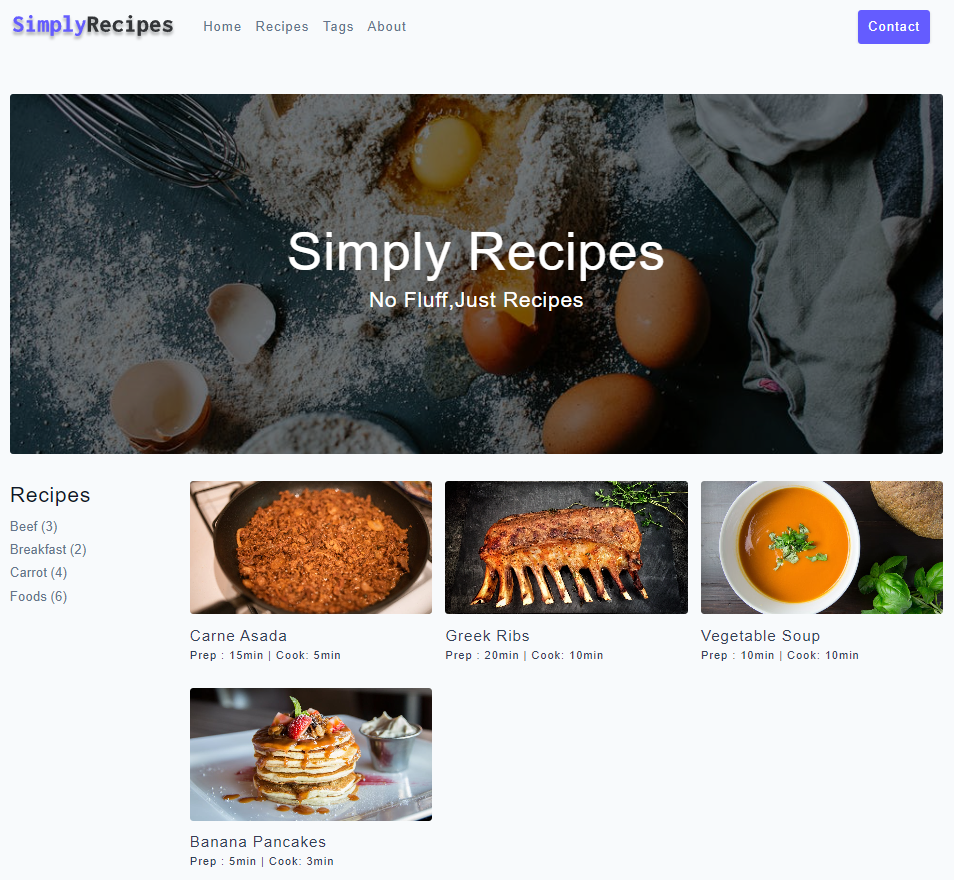 SimplyRecipes Home Recipes Tags About Contact
Simply Recipes
No Fluff,Just Recipes
Recipes
Beef (3)
Breakfast (2)
Carrot (4)
Foods (6)
Carne Asada
Prep : 15min | Cook: 5min
Greek Ribs
Prep : 20min | Cook: 10min
Vegetable Soup
Prep : 10min | Cook: 10min
Banana Pancakes
Prep : 5min | Cook: 3min